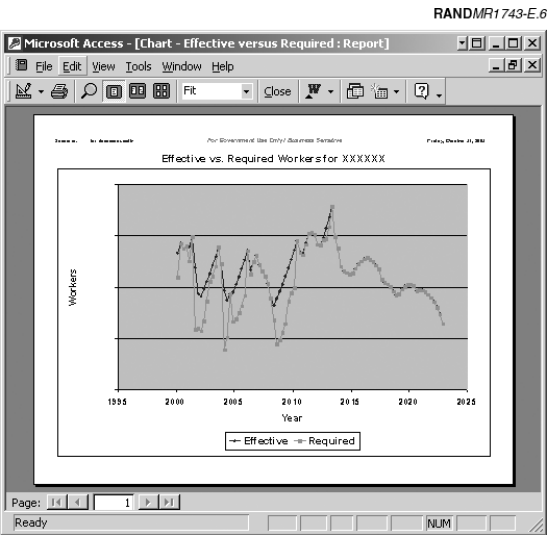 RANDMR1743-E.6
Microsoft Access - [Chart - Effective versus Required : Report]
File Edit View Tools Window Help
Fit Close
For Government Use Only/ Business Sensitive
Effective vs. Required Workers for XXXXXX
Workers
1995 2000 2005 2010 2015 2020 2025
Year
Effective Required
Page: 1
Ready NUM